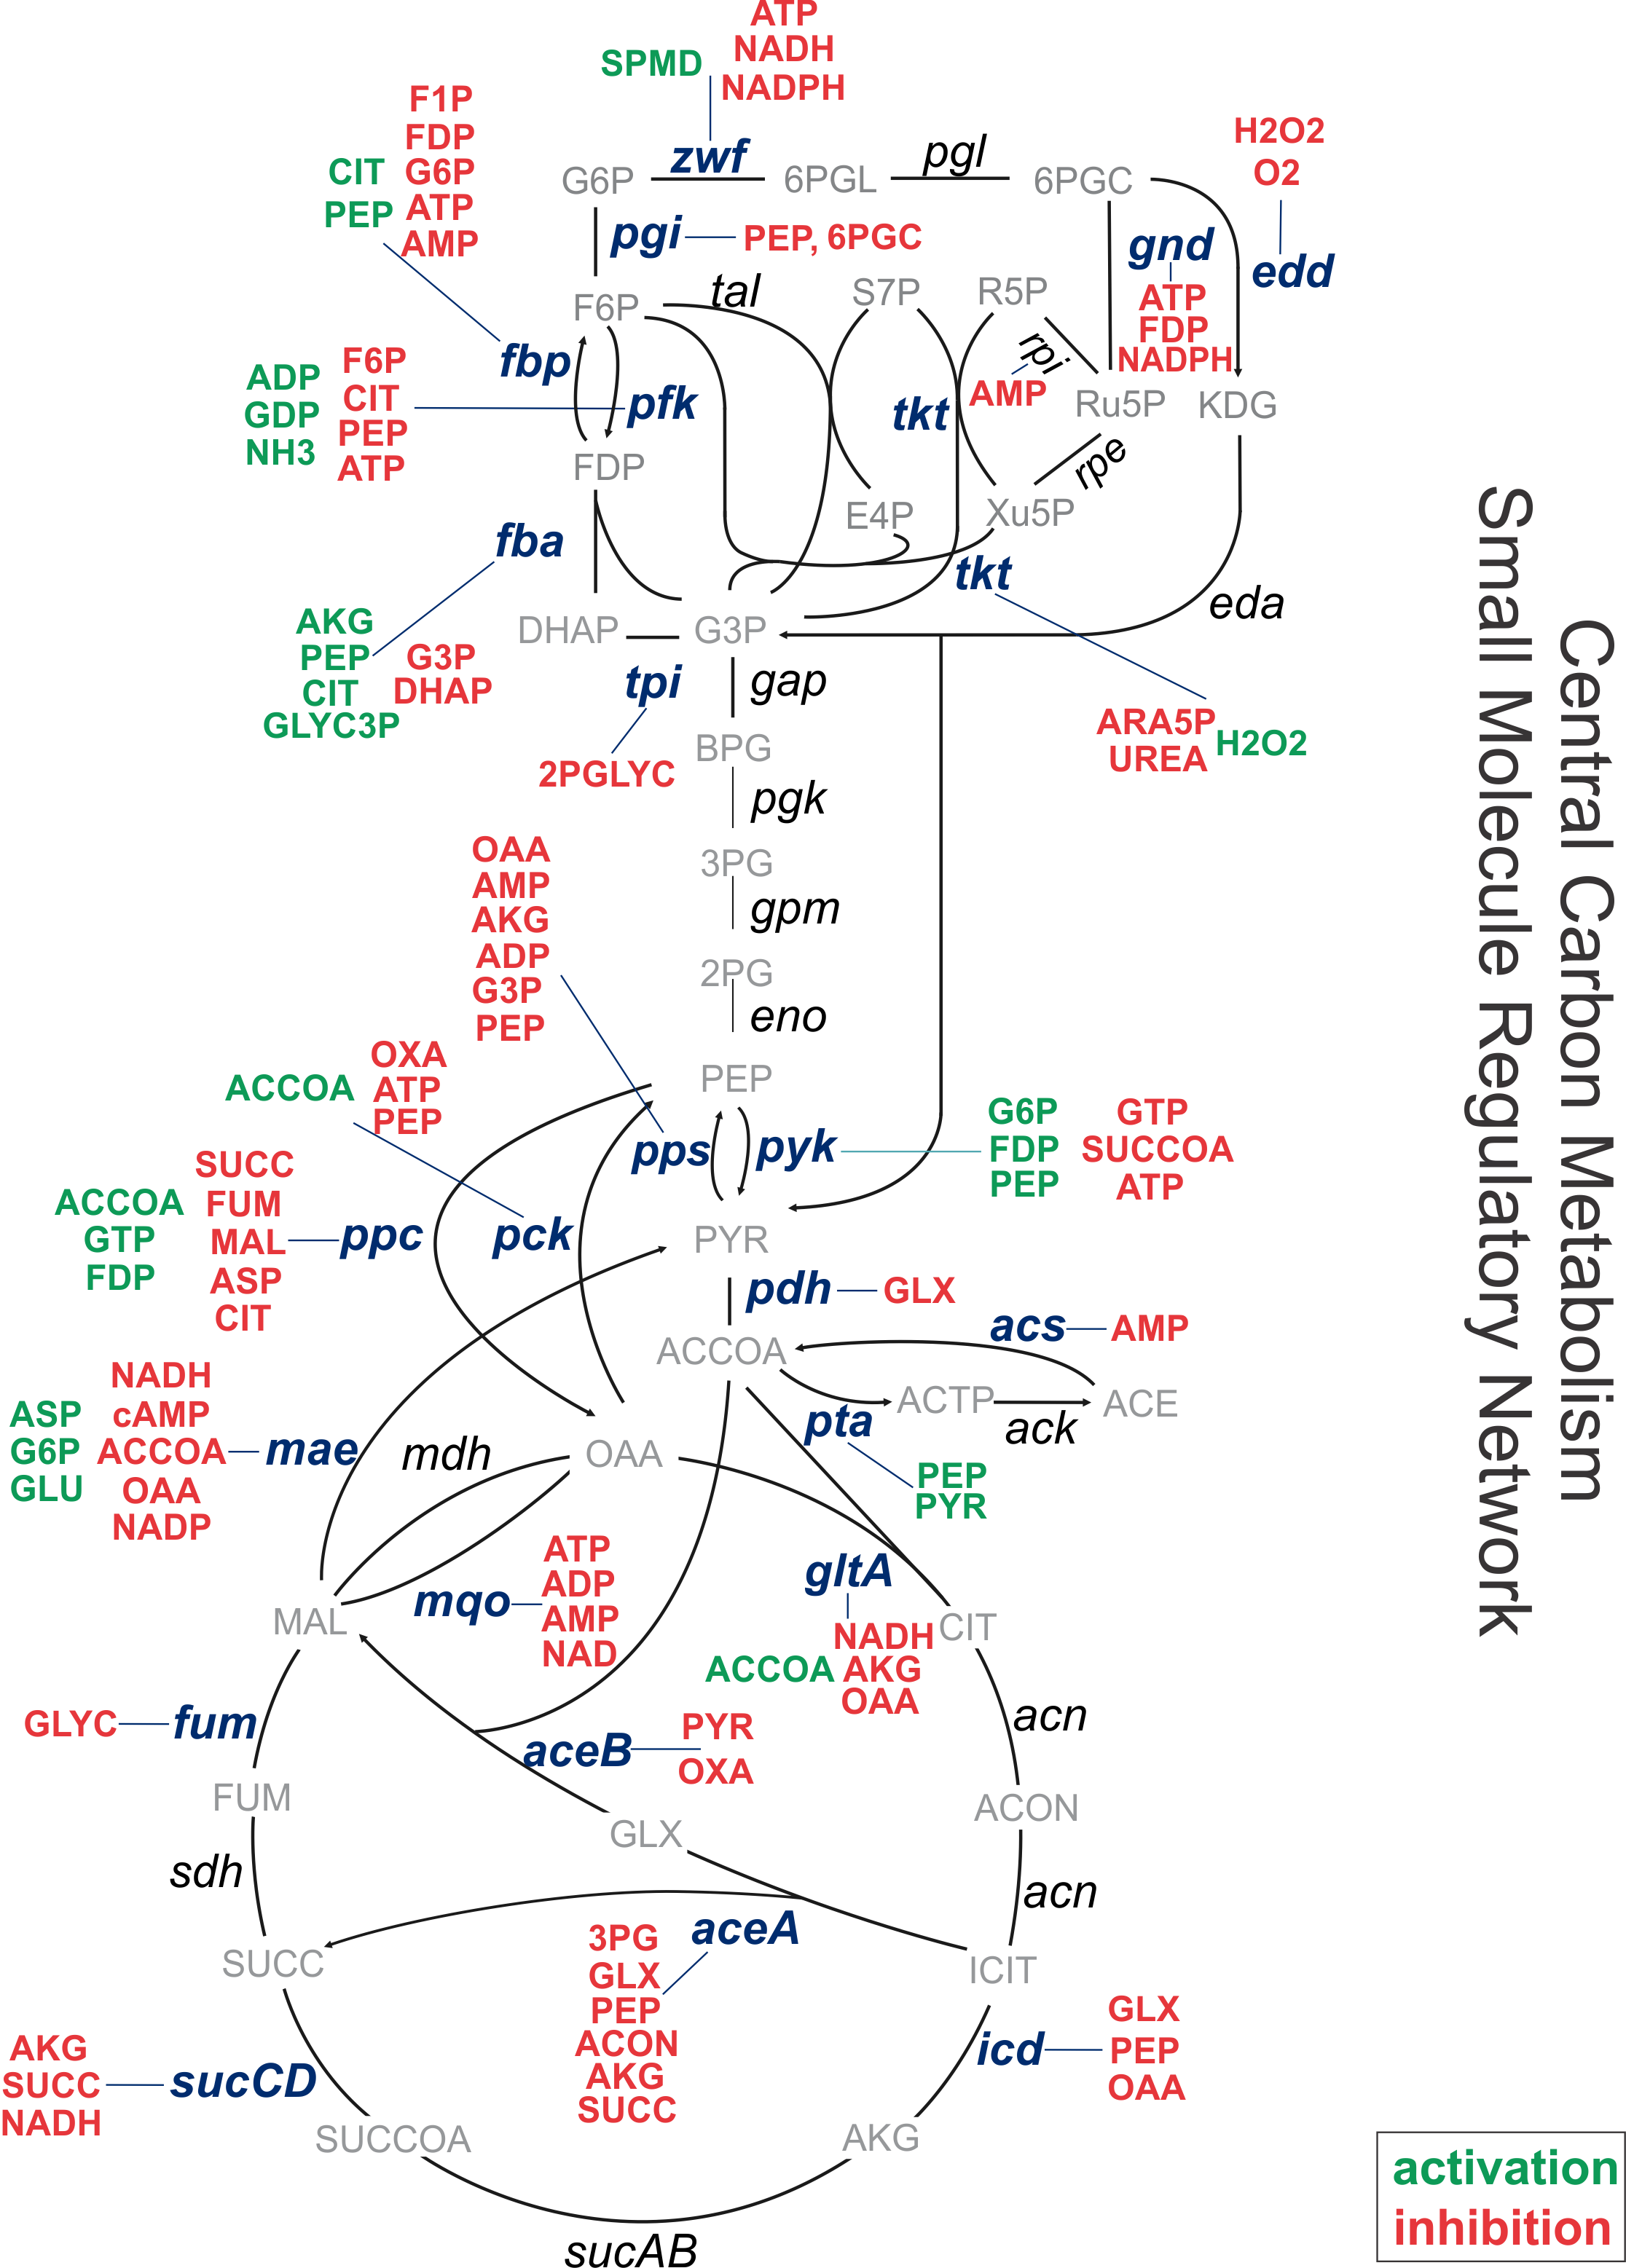 Central Carbon Metabolism
Small Molecule Regulatory Network
ATP
NADH
NADPH
SPMD
zwf
F1P
FDP
G6P
ATP
AMP
CIT
PEP
H2O2
O2
G6P
6PGL
pgl
6PGC
pgi
PEP, 6PGC
gnd
edd
ATP
FDP
NADPH
F6P
tal
S7P
R5P
rpi
AMP
fbp
ADP
GDP
NH3
F6P
CIT
PEP
ATP
pfk
tkt
Ru5P
KDG
rpe
FDP
E4P
Xu5P
fba
tkt
eda
AKG
PEP
CIT
GLYC3P
G3P
DHAP
DHAP
G3P
tpi
gap
2PGLYC
ARA5P
UREA
H2O2
BPG
pgk
3PG
gpm
2PG
eno
OAA
AMP
AKG
ADP
G3P
PEP
PEP
ACCOA
OXA
ATP
PEP
pps
pyk
G6P
FDP
PEP
GTP
SUCCOA
ATP
ACCOA
GTP
FDP
SUCC
FUM
MAL
ASP
CIT
ppc
pck
PYR
pdh
GLX
acs
AMP
ACCOA
ACTP
ACE
pta
ack
PEP
PYR
ASP
G6P
GLU
NADH
cAMP
ACCOA
OAA
NADP
mae
mdh
OAA
mqo
ATP
ADP
AMP
NAD
gltA
NADH
AKG
OAA
ACCOA
CIT
MAL
GLYC
fum
aceB
PYR
OXA
acn
FUM
GLX
ACON
sdh
acn
aceA
3PG
GLX
PEP
ACON
AKG
SUCC
SUCC
ICIT
icd
GLX
PEP
OAA
AKG
SUCC
NADH
sucCD
SUCCOA
AKG
sucAB
activation
inhibition